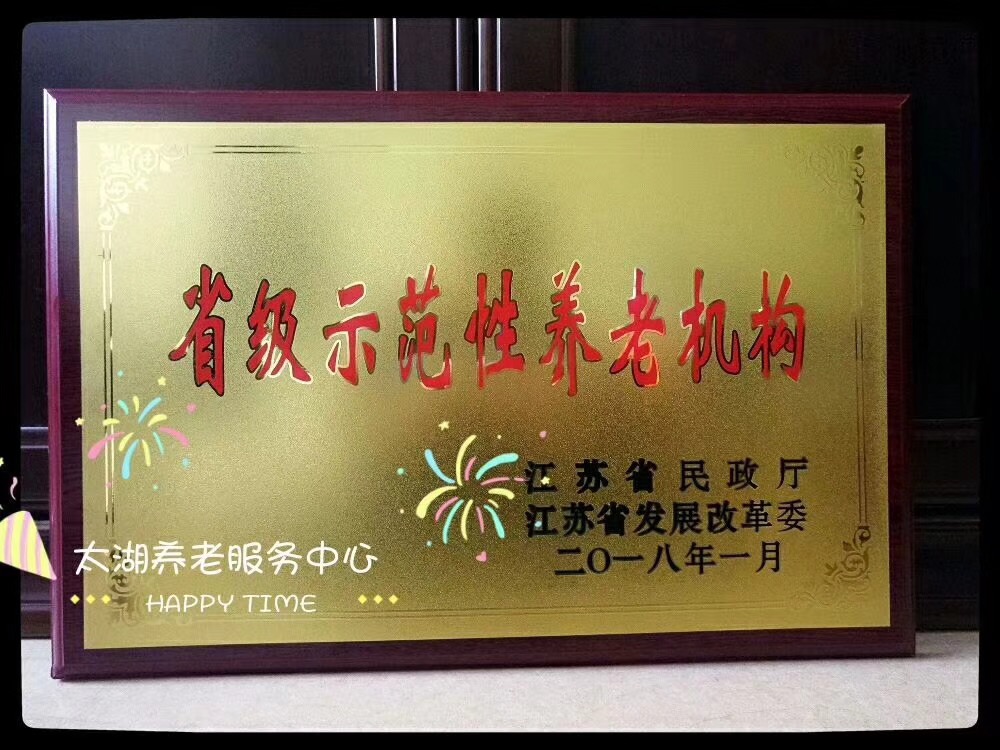 省级示范性养老机构
江苏省民政厅
江苏省发展改革委
二〇一八年一月
太湖养老服务中心
HAPPY TIME